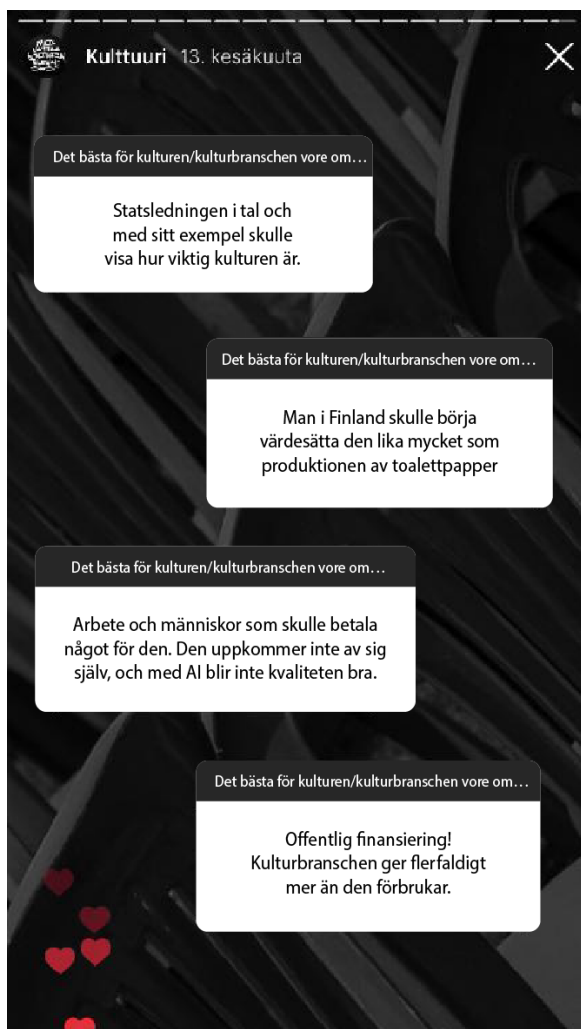 Kulttuuri 13. kesäkuuta
Det bästa för kulturen/kulturbranschen vore om…
Statsledningen i tal och
med sitt exempel skulle
visa hur viktig kulturen är.
Det bästa för kulturen/kulturbranschen vore om…
Man i Finland skulle börja
värdesätta den lika mycket som
produktionen av toalettpapper
Det bästa för kulturen/kulturbranschen vore om…
Arbete och människor som skulle betala
något för den. Den uppkommer inte av sig
själv, och med AI blir inte kvaliteten bra.
Det bästa för kulturen/kulturbranschen vore om…
Offentlig finansiering!
Kulturbranschen ger flerfaldigt
mer än den förbrukar.